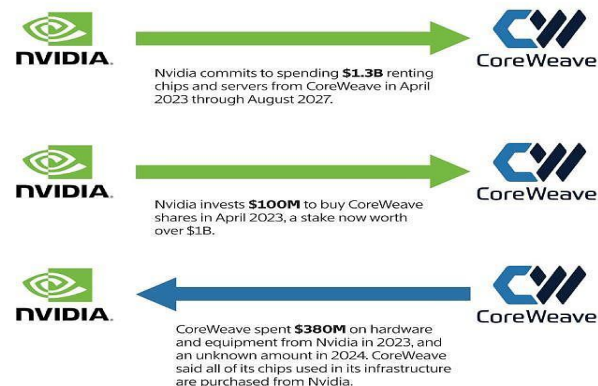 NVIDIA.
CoreWeave
Nvidia commits to spending $1.3B renting
chips and servers from CoreWeave in April
2023 through August 2027.
NVIDIA.
CoreWeave
Nvidia invests $100M to buy CoreWeave
shares in April 2023, a stake now worth
over $1B.
NVIDIA.
CoreWeave
CoreWeave spent $380M on hardware
and equipment from Nvidia in 2023, and
an unknown amount in 2024. CoreWeave
said all of its chips used in its infrastructure
are purchased from Nvidia.